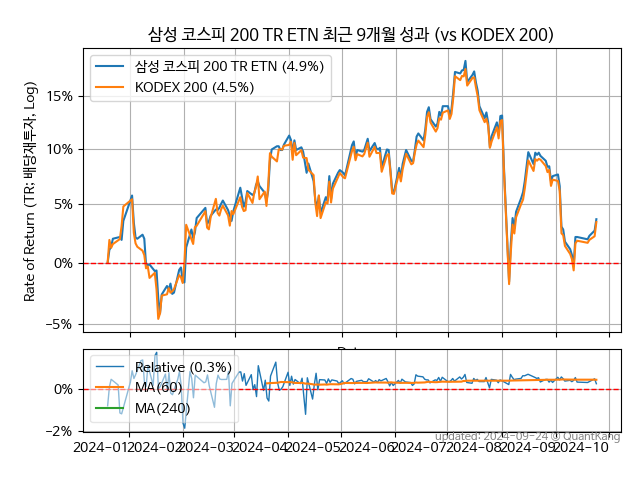 삼성 코스피 200 TR ETN 최근 9개월 성과 (vs KODEX 200)
Rate of Return (TR: 배당재투자, Log)
삼성 코스피 200 TR ETN (4.9%)
KODEX 200 (4.5%)
15%
10%
5%
0%
−5%
Relative (0.3%)
MA(60)
MA(240)
0%
−2%
2024-01 2024-02 2024-03 2024-04 2024-05 2024-06 2024-07 2024-08 2024-09 2024-10
updated: 2024-09-24 © QuantKang